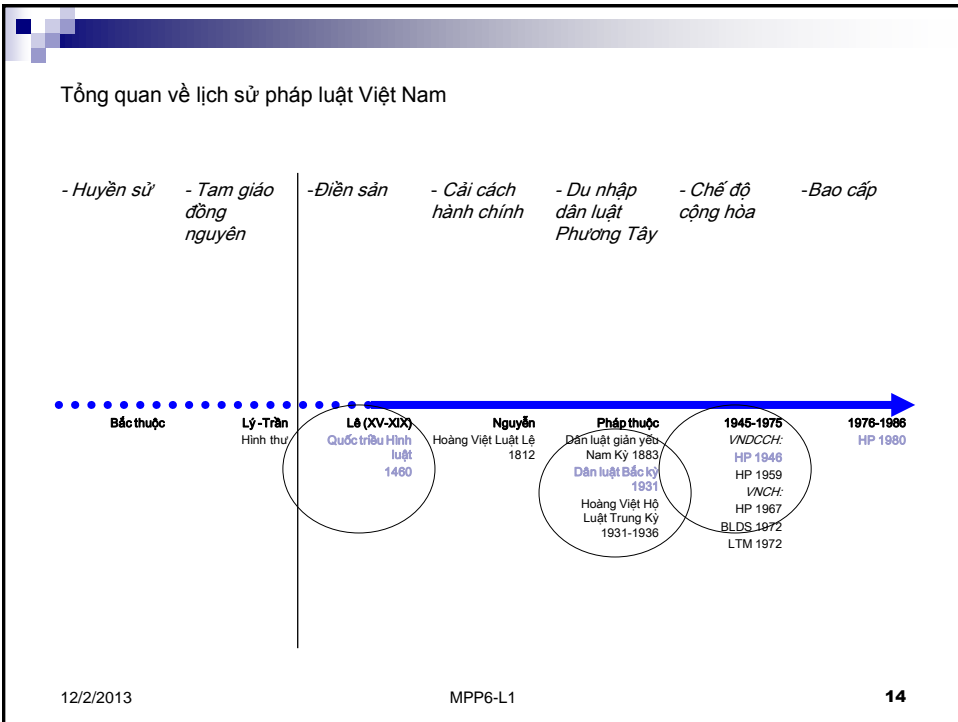 Tổng quan về lịch sử pháp luật Việt Nam
- Huyền sử
- Tam giáo
đồng
nguyên
-Điền sản
- Cải cách
hành chính
- Du nhập
dân luật
Phương Tây
- Chế độ
cộng hòa
-Bao cấp
Bắc thuộc
Lý -Trần
Hình thư
Lê (XV-XIX)
Quốc triều Hình
luật
1460
Nguyễn
Hoàng Việt Luật Lệ
1812
Pháp thuộc
Dân luật giản yếu
Nam Kỳ 1883
Dân luật Bắc kỳ
1931
Hoàng Việt Hộ
Luật Trung Kỳ
1931-1936
1945-1975
VNDCCH:
HP 1946
HP 1959
VNCH:
HP 1967
BLDS 1972
LTM 1972
1976-1986
HP 1980
12/2/2013
MPP6-L1
14